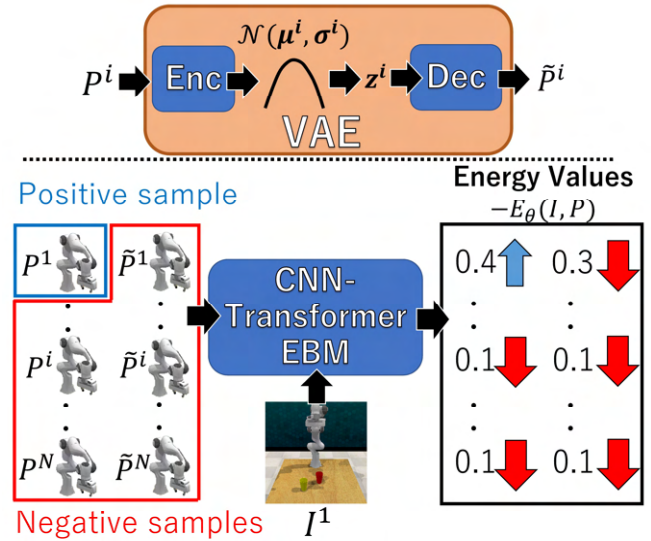 𝒩(𝝁ⁱ, 𝝈ⁱ)
Pⁱ Enc 𝒛ⁱ Dec P̃ⁱ
VAE
Positive sample
Energy Values
−E_θ(I, P)
P¹ P̃¹
Pⁱ P̃ⁱ
Pᴺ P̃ᴺ
CNN-
Transformer
EBM
0.4 0.3
0.1 0.1
0.1 0.1
Negative samples
I¹